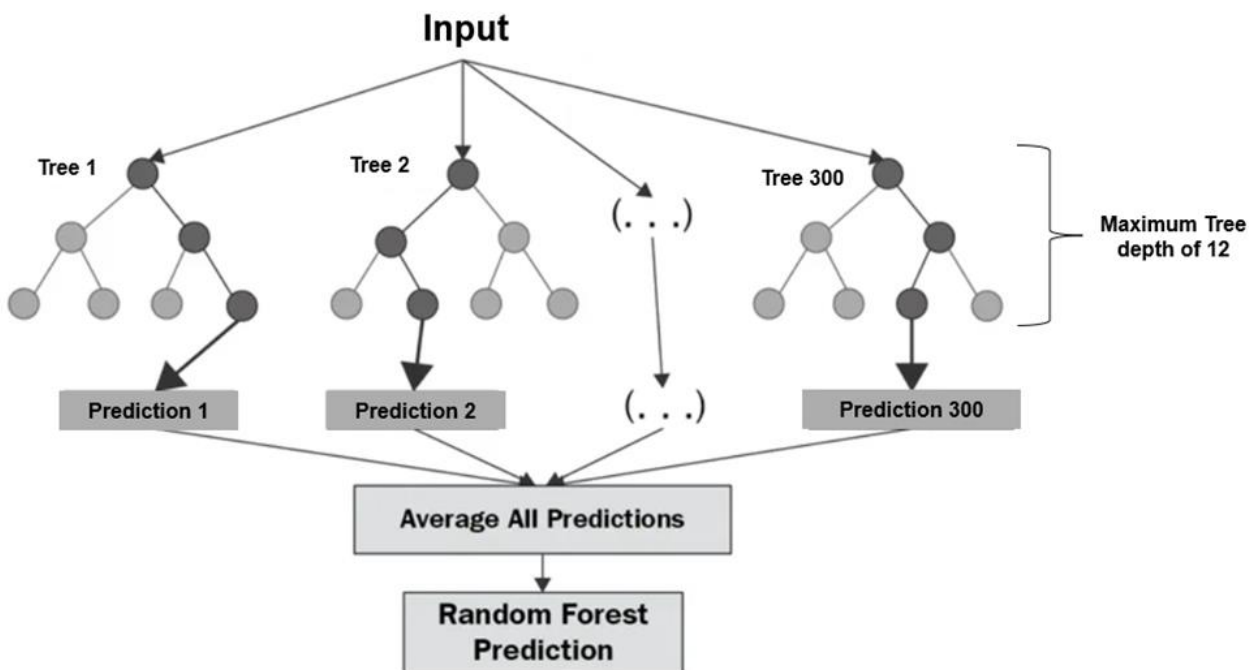 Input
Tree 1
Tree 2
(. . .)
Tree 300
Maximum Tree
depth of 12
Prediction 1
Prediction 2
(. . .)
Prediction 300
Average All Predictions
Random Forest
Prediction